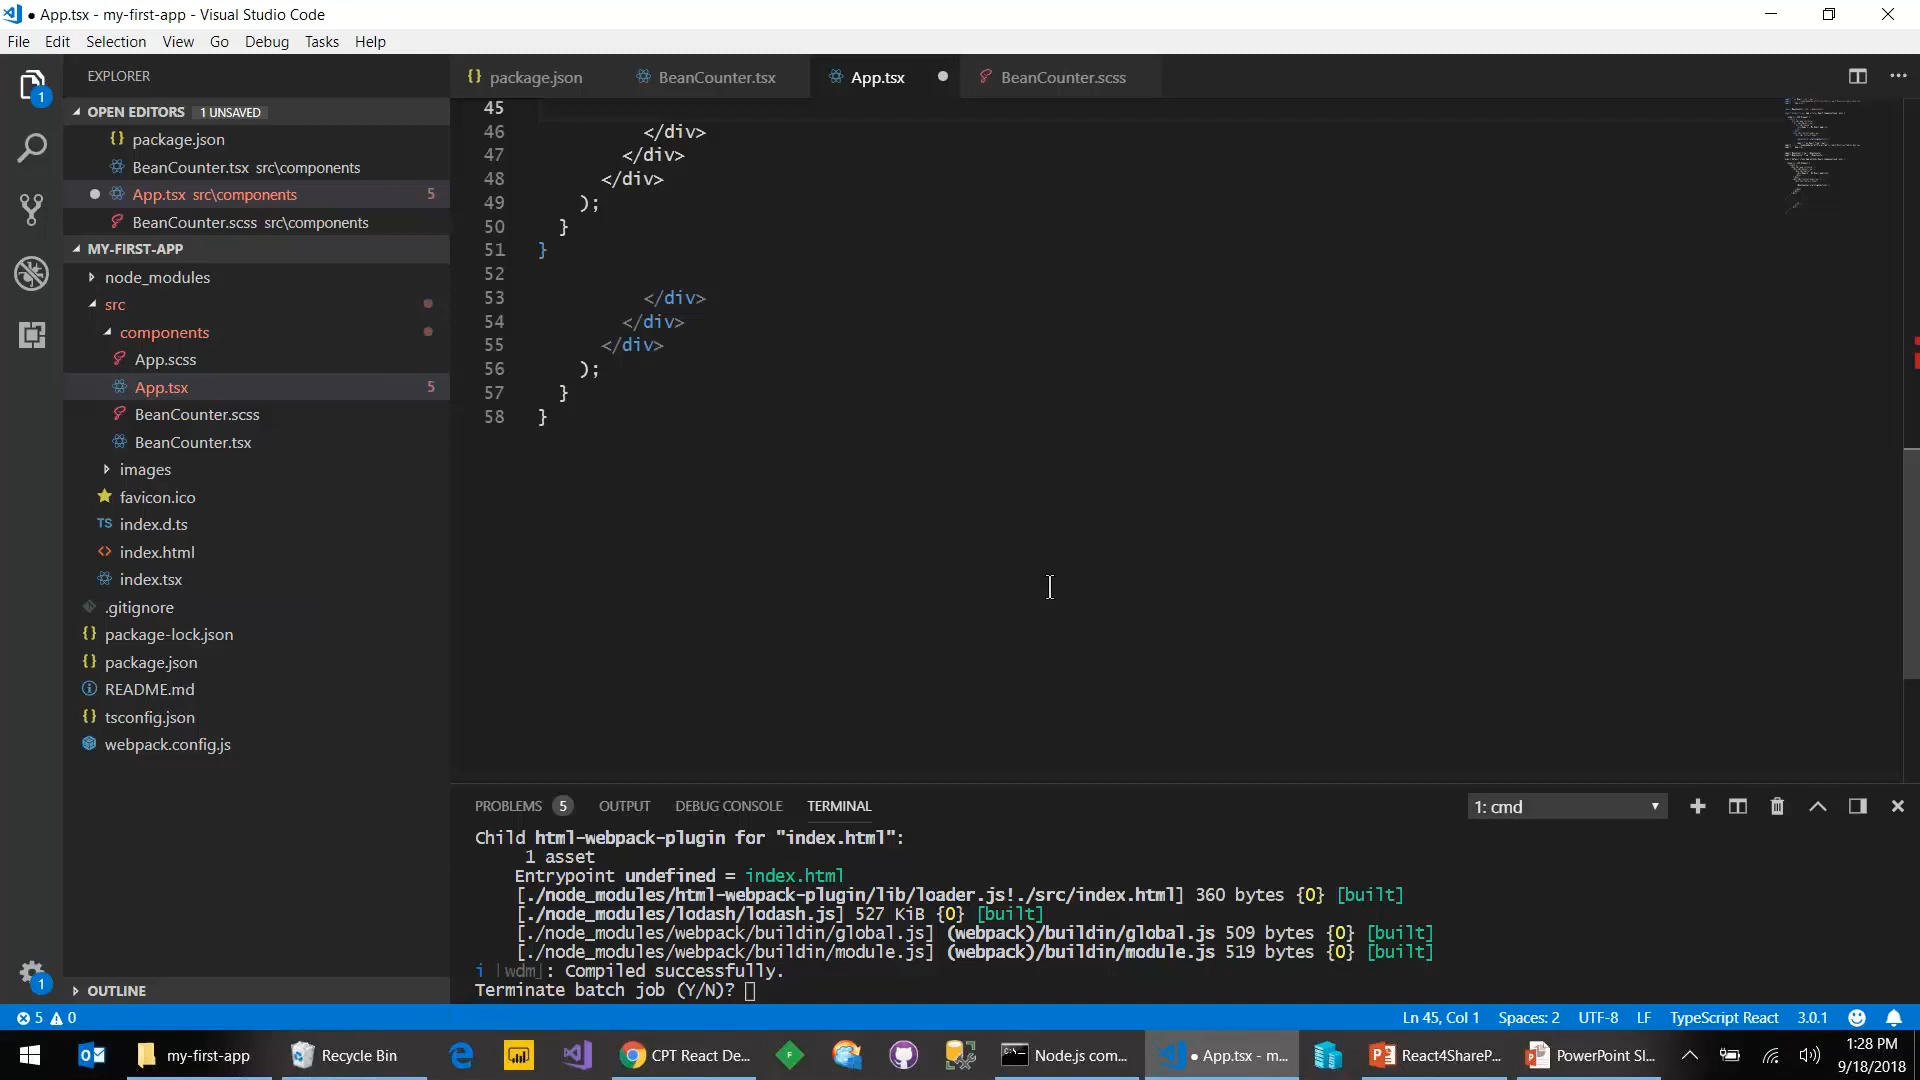 ● App.tsx - my-first-app - Visual Studio Code
File Edit Selection View Go Debug Tasks Help
EXPLORER
OPEN EDITORS 1 UNSAVED
package.json
BeanCounter.tsx src\components
App.tsx src\components 5
BeanCounter.scss src\components
MY-FIRST-APP
node_modules
src
components
App.scss
App.tsx 5
BeanCounter.scss
BeanCounter.tsx
images
favicon.ico
TS index.d.ts
index.html
index.tsx
.gitignore
package-lock.json
package.json
README.md
tsconfig.json
webpack.config.js
OUTLINE
1
1
package.json BeanCounter.tsx App.tsx ● BeanCounter.scss
45
46 </div>
47 </div>
48 </div>
49 );
50 }
51 }
52
53 </div>
54 </div>
55 </div>
56 );
57 }
58 }
PROBLEMS 5 OUTPUT DEBUG CONSOLE TERMINAL 1: cmd
Child html-webpack-plugin for "index.html":
1 asset
Entrypoint undefined = index.html
[./node_modules/html-webpack-plugin/lib/loader.js!./src/index.html] 360 bytes {0} [built]
[./node_modules/lodash/lodash.js] 527 KiB {0} [built]
[./node_modules/webpack/buildin/global.js] (webpack)/buildin/global.js 509 bytes {0} [built]
[./node_modules/webpack/buildin/module.js] (webpack)/buildin/module.js 519 bytes {0} [built]
i ｢wdm｣: Compiled successfully.
Terminate batch job (Y/N)?
5 0 Ln 45, Col 1 Spaces: 2 UTF-8 LF TypeScript React 3.0.1
my-first-app Recycle Bin CPT React De... Node.js com... ● App.tsx - m... React4ShareP... PowerPoint Sl...
1:28 PM
9/18/2018